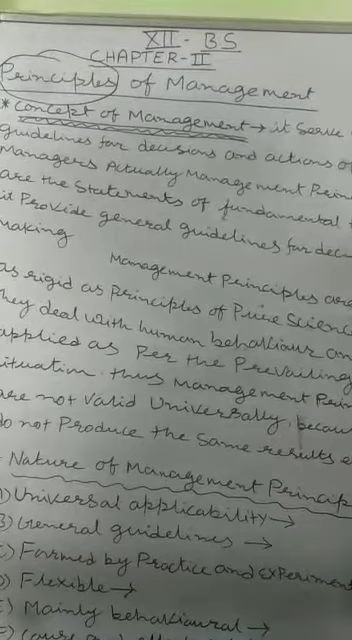 XII - BS
CHAPTER-II
Principles of Management
* Concept of Management → it Serve
guidelines for decisions and actions of
Managers Actually Management Prin
are the Statements of fundamental
it Provide general guidelines for deci
making
Management Principles are
as rigid as Principles of Pure Scienc
they deal with human behaviour an
applied as Per the Prevailing
situation. thus Management Prin
are not valid Universally, becau
do not Produce the Same results
Nature of Management Princip
A) Universal applicability →
B) General guidelines →
C) Formed by Practice and experiment
D) Flexible →
E) Mainly behavioural →